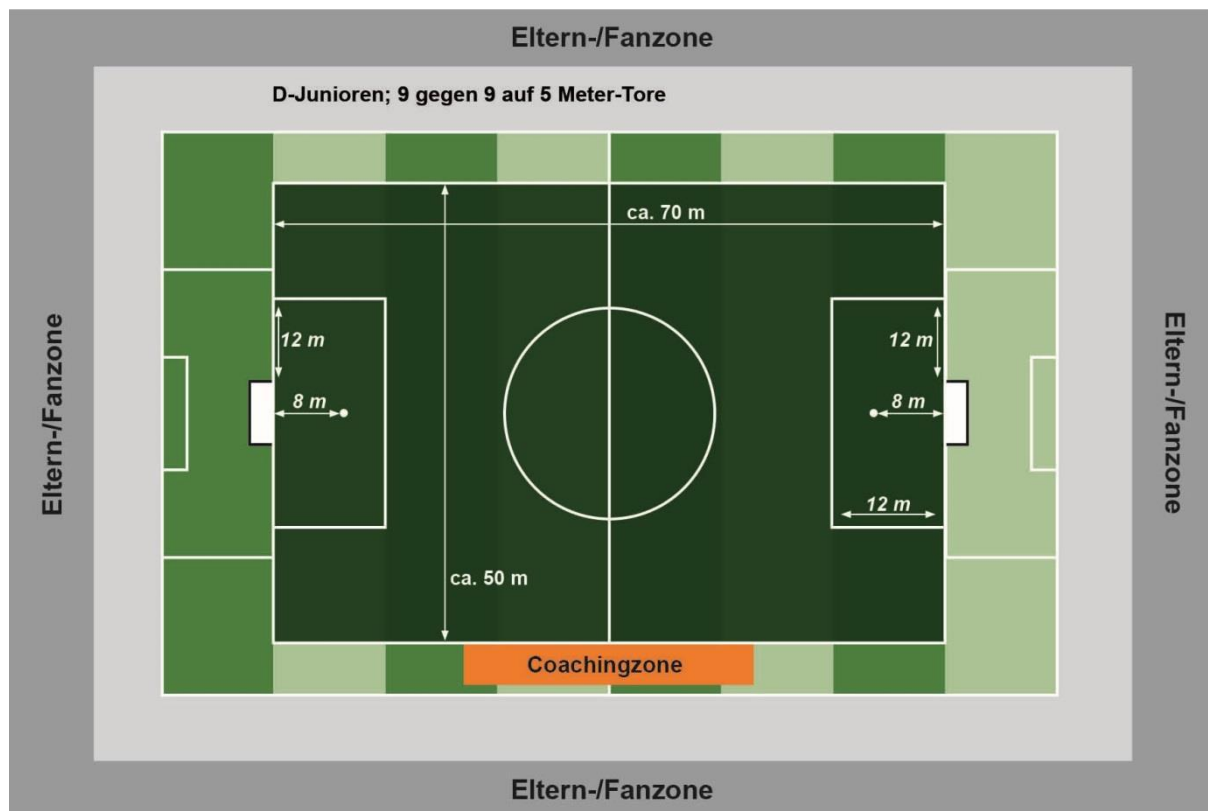 Eltern-/Fanzone
D-Junioren; 9 gegen 9 auf 5 Meter-Tore
ca. 70 m
12 m
12 m
Eltern-/Fanzone
8 m
8 m
Eltern-/Fanzone
12 m
ca. 50 m
Coachingzone
Eltern-/Fanzone